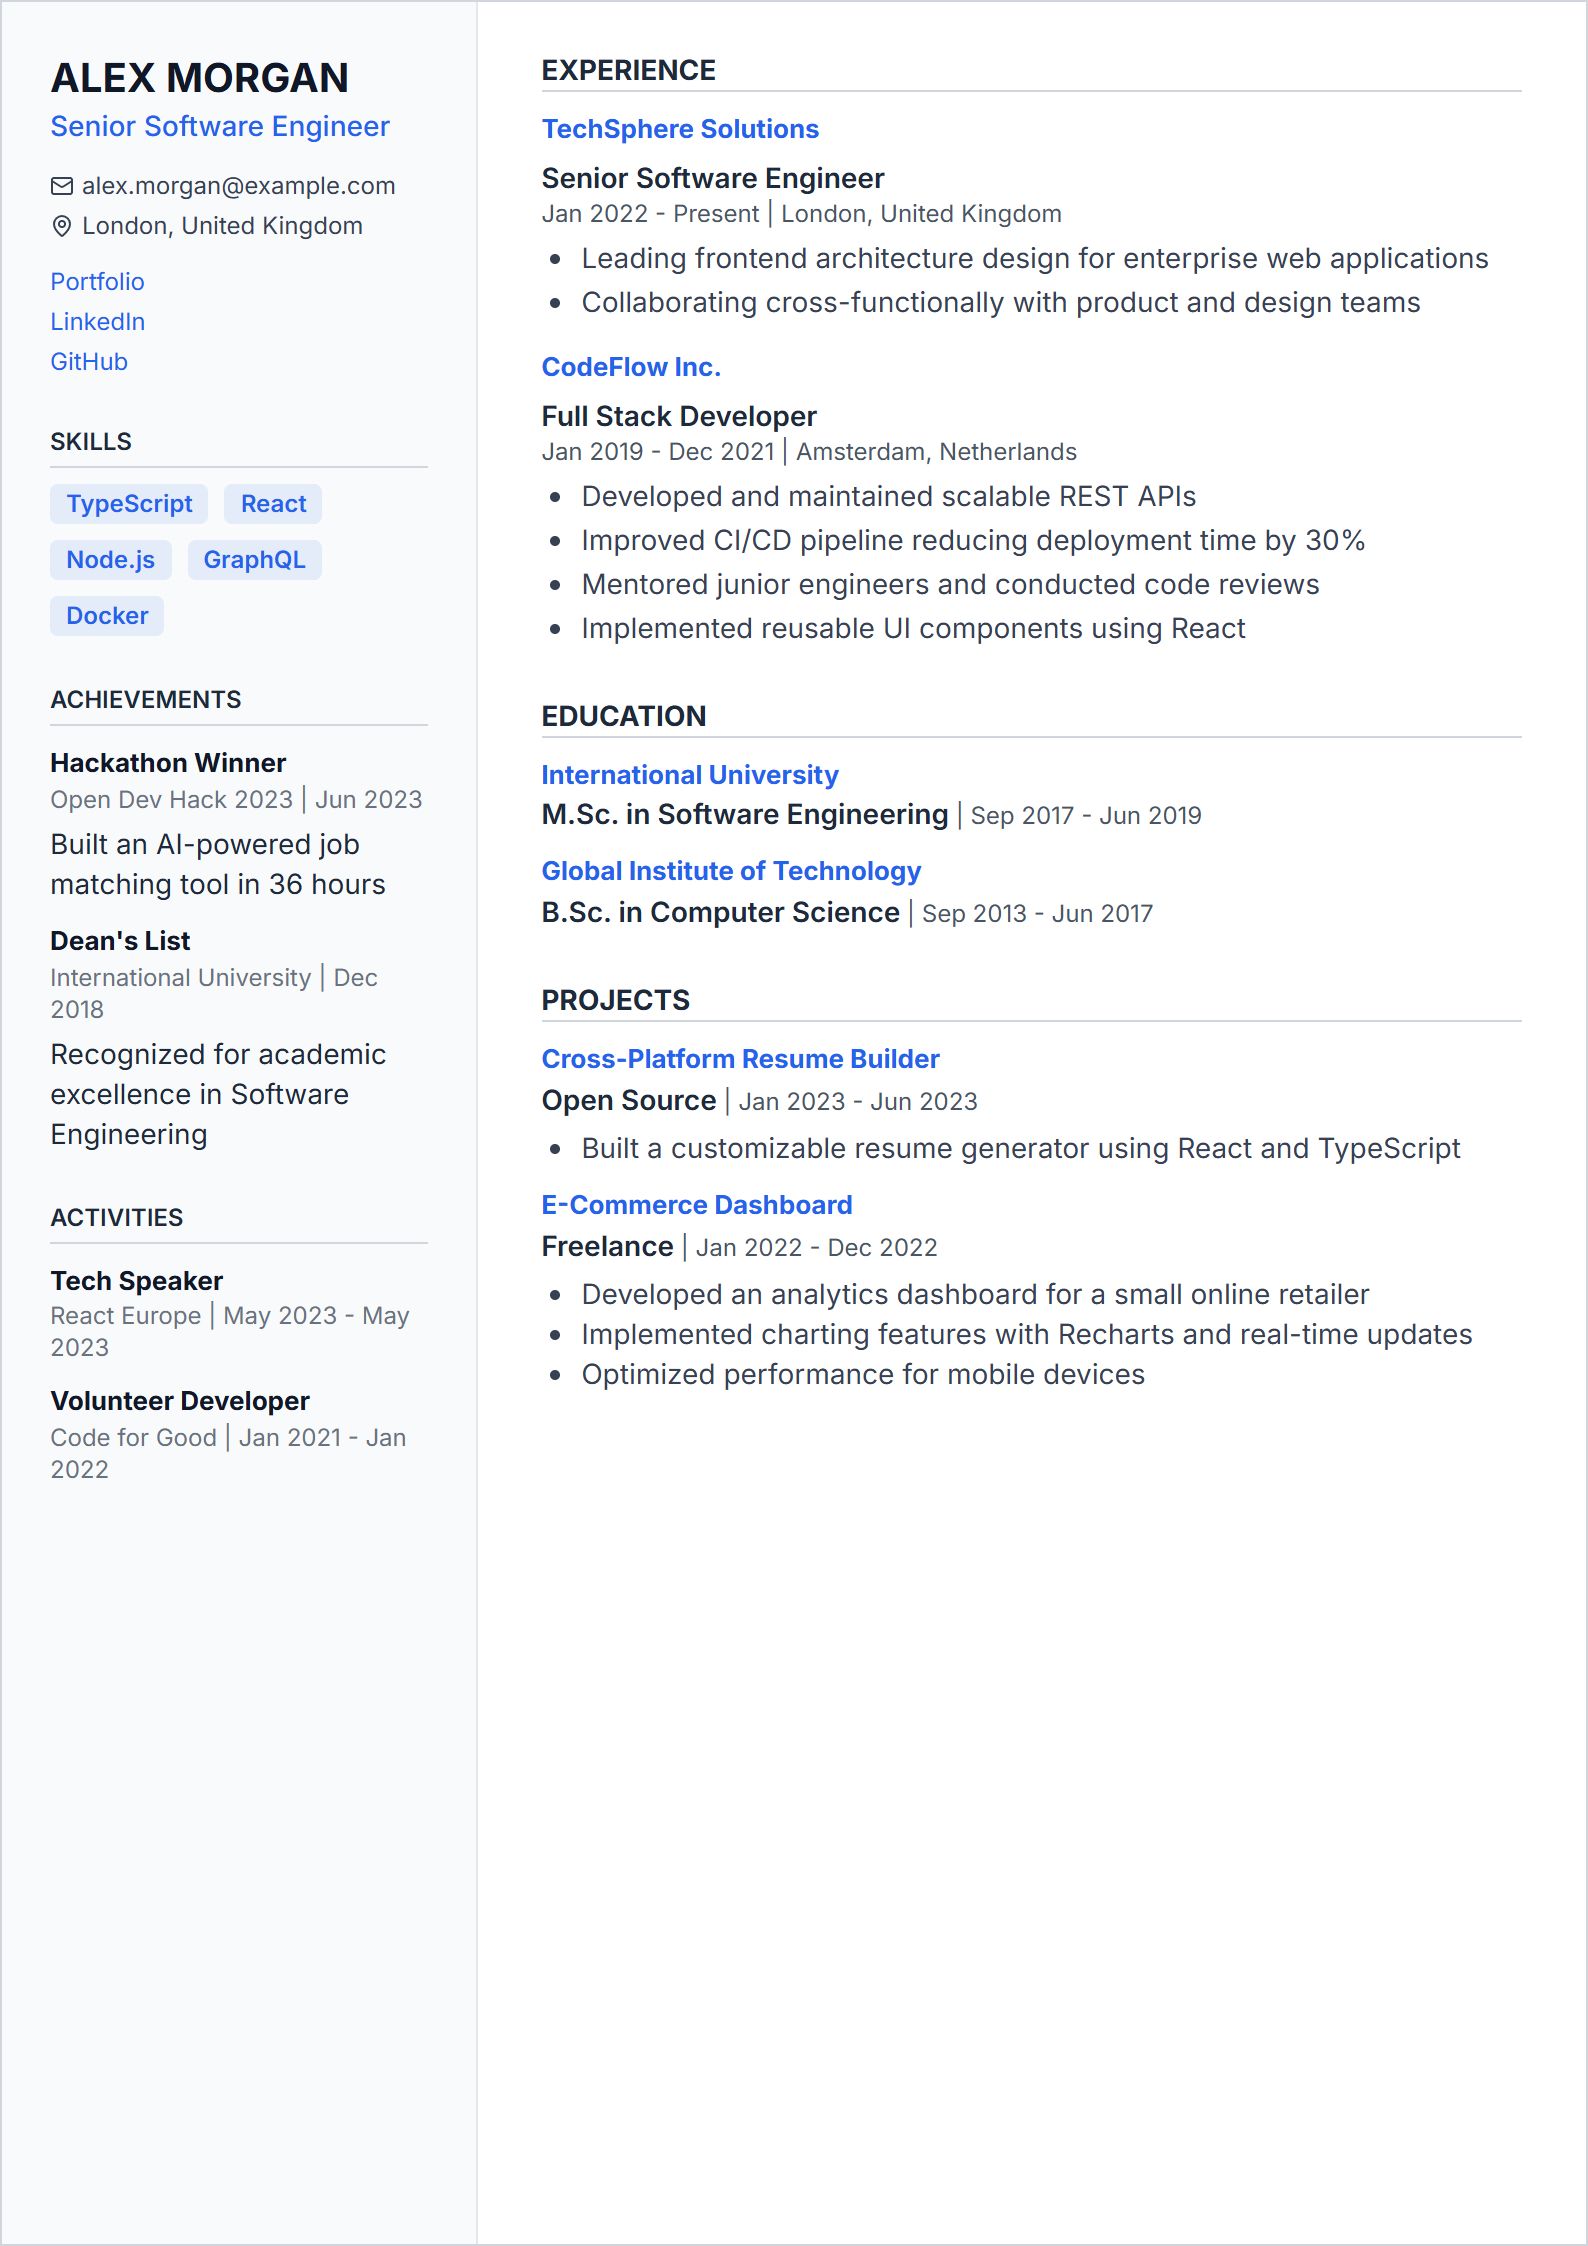 ALEX MORGAN
Senior Software Engineer
alex.morgan@example.com
London, United Kingdom
Portfolio
LinkedIn
GitHub
SKILLS
TypeScript React
Node.js GraphQL
Docker
ACHIEVEMENTS
Hackathon Winner
Open Dev Hack 2023 | Jun 2023
Built an AI-powered job
matching tool in 36 hours
Dean's List
International University | Dec
2018
Recognized for academic
excellence in Software
Engineering
ACTIVITIES
Tech Speaker
React Europe | May 2023 - May
2023
Volunteer Developer
Code for Good | Jan 2021 - Jan
2022
EXPERIENCE
TechSphere Solutions
Senior Software Engineer
Jan 2022 - Present | London, United Kingdom
• Leading frontend architecture design for enterprise web applications
• Collaborating cross-functionally with product and design teams
CodeFlow Inc.
Full Stack Developer
Jan 2019 - Dec 2021 | Amsterdam, Netherlands
• Developed and maintained scalable REST APIs
• Improved CI/CD pipeline reducing deployment time by 30%
• Mentored junior engineers and conducted code reviews
• Implemented reusable UI components using React
EDUCATION
International University
M.Sc. in Software Engineering | Sep 2017 - Jun 2019
Global Institute of Technology
B.Sc. in Computer Science | Sep 2013 - Jun 2017
PROJECTS
Cross-Platform Resume Builder
Open Source | Jan 2023 - Jun 2023
• Built a customizable resume generator using React and TypeScript
E-Commerce Dashboard
Freelance | Jan 2022 - Dec 2022
• Developed an analytics dashboard for a small online retailer
• Implemented charting features with Recharts and real-time updates
• Optimized performance for mobile devices